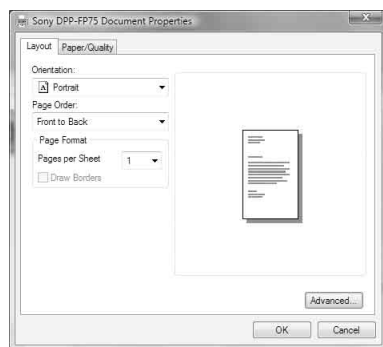 Sony DPP-FP75 Document Properties
Layout
Paper/Quality
Orientation:
A Portrait
Page Order:
Front to Back
Page Format
Pages per Sheet
1
Draw Borders
Advanced...
OK
Cancel